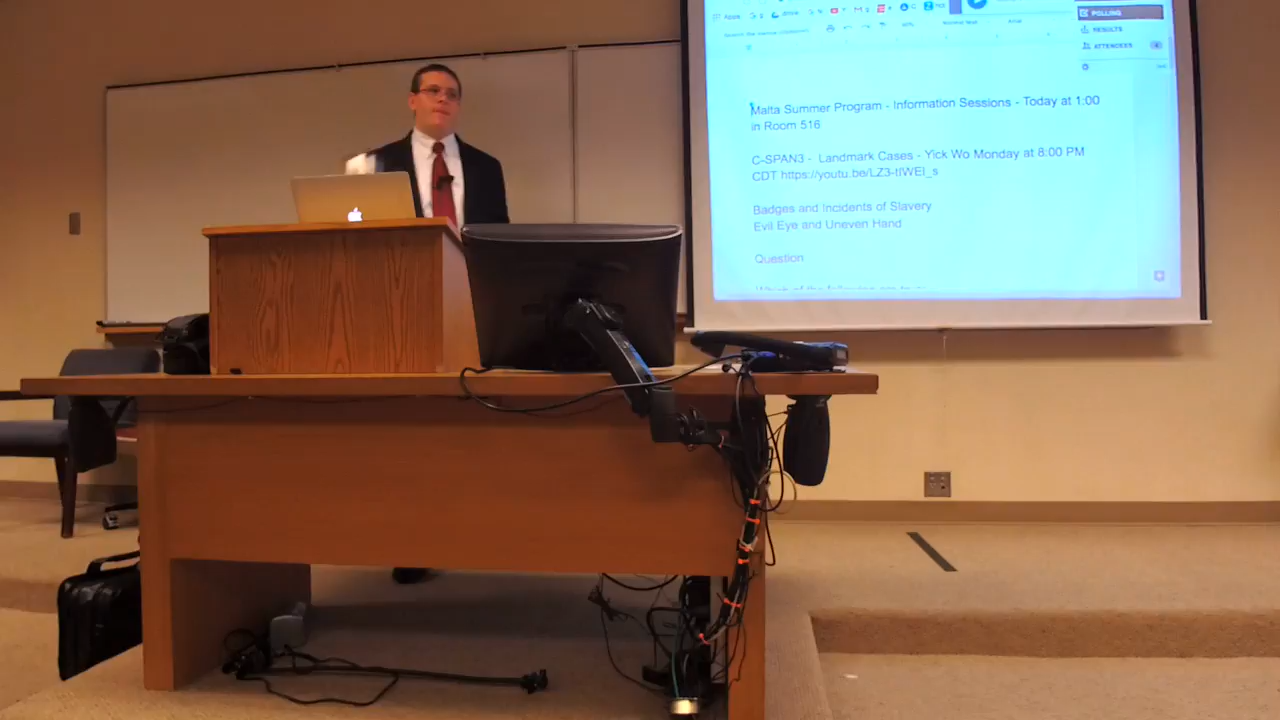 Apple
drive
POLLING
RESULTS
ATTENDEES
Malta Summer Program - Information Sessions - Today at 1:00
in Room 516
C-SPAN3 - Landmark Cases - Yick Wo Monday at 8:00 PM
CDT https://youtu.be/LZ3-tIWEI_s
Badges and Incidents of Slavery
Evil Eye and Uneven Hand
Question